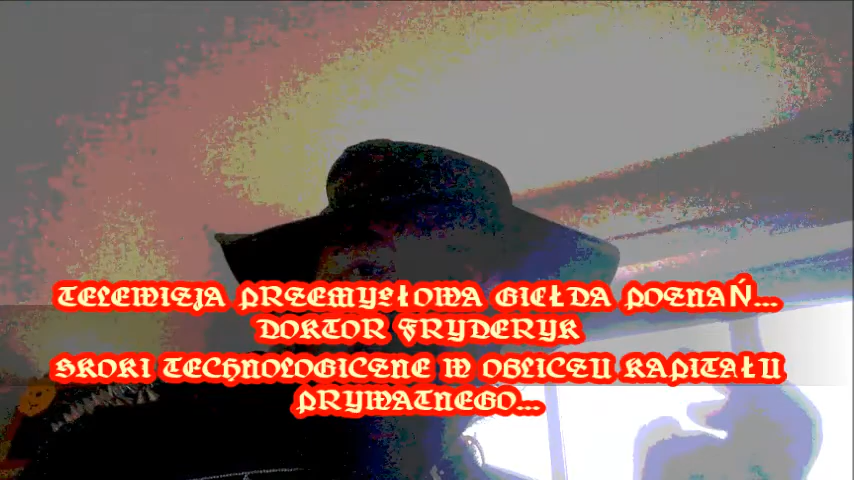 TELEWIZJA PRZEMYSŁOWA GIEŁDA POZNAŃ...
DOKTOR FRYDERYK
SKOKI TECHNOLOGICZNE W OBLICZU KAPITAŁU
PRYWATNEGO...